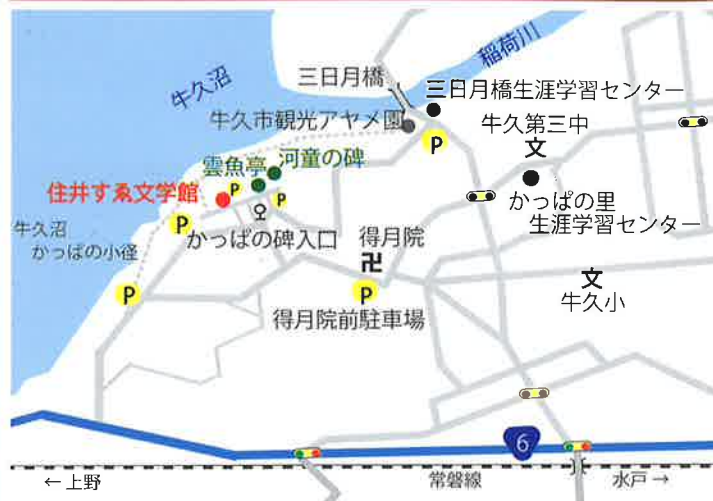 稲荷川
三日月橋
牛久沼
三日月橋生涯学習センター
牛久市観光アヤメ園
牛久第三中
文
P
雲魚亭
河童の碑
住井すゑ文学館
P
P
かっぱの里
生涯学習センター
牛久沼
かっぱの小径
P
かっぱの碑入口
得月院
卍
文
牛久小
P
P
得月院前駐車場
6
←上野
常磐線
水戸→